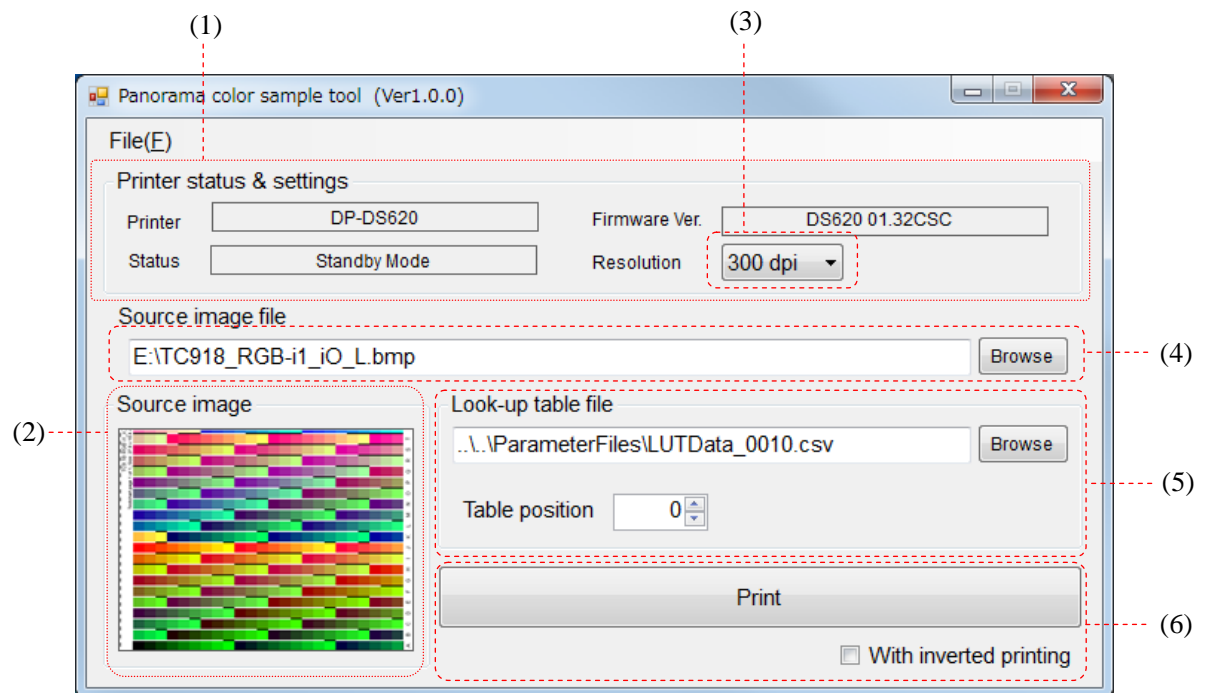 (1)
(3)
Panorama color sample tool (Ver1.0.0)
File(F)
Printer status & settings
Printer DP-DS620 Firmware Ver. DS620 01.32CSC
Status Standby Mode Resolution 300 dpi
Source image file
E:\TC918_RGB-i1_iO_L.bmp Browse
(4)
Source image
(2)
Look-up table file
..\..\ParameterFiles\LUTData_0010.csv Browse
(5)
Table position 0
Print
(6)
With inverted printing